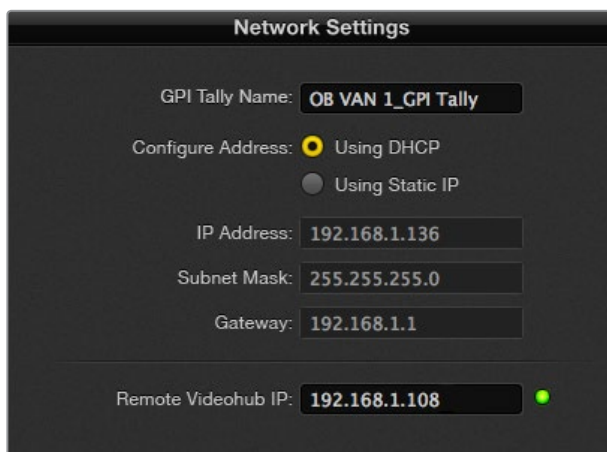 Network Settings
GPI Tally Name: OB VAN 1_GPI Tally
Configure Address: Using DHCP
Using Static IP
IP Address: 192.168.1.136
Subnet Mask: 255.255.255.0
Gateway: 192.168.1.1
Remote Videohub IP: 192.168.1.108